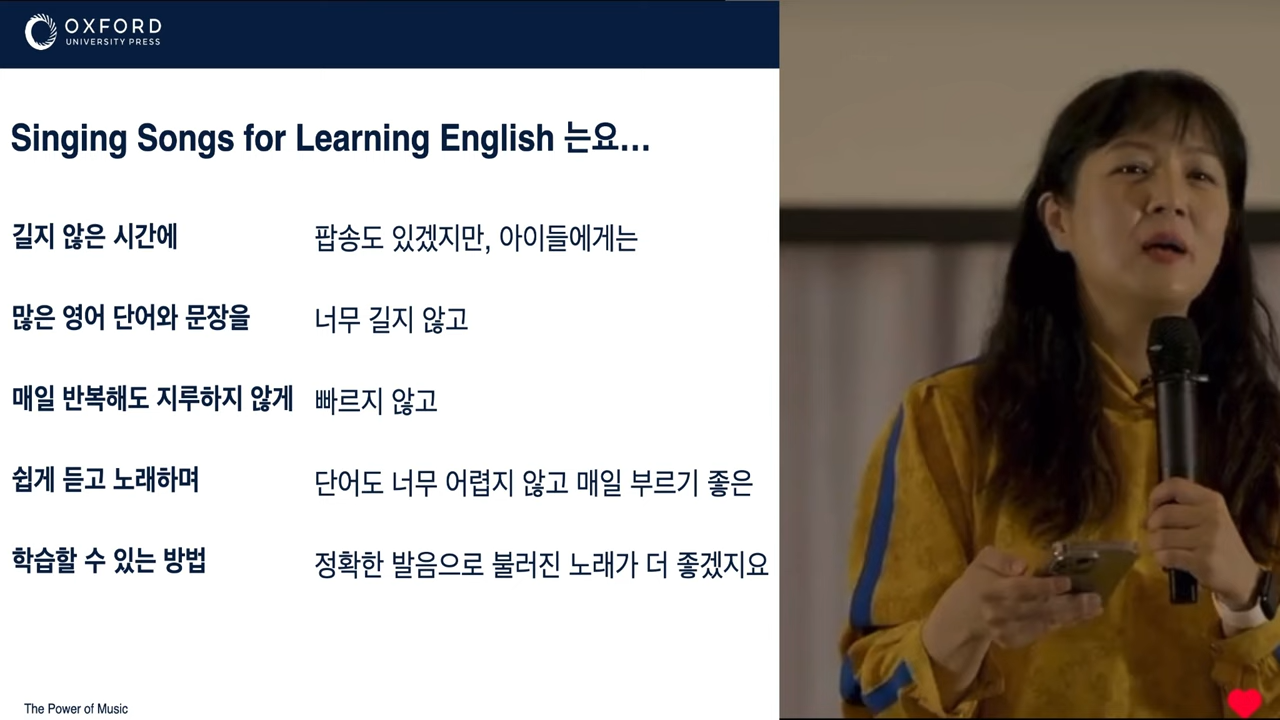 OXFORD
UNIVERSITY PRESS
Singing Songs for Learning English 는요...
길지 않은 시간에
많은 영어 단어와 문장을
매일 반복해도 지루하지 않게
쉽게 듣고 노래하며
학습할 수 있는 방법
팝송도 있겠지만, 아이들에게는
너무 길지 않고
빠르지 않고
단어도 너무 어렵지 않고 매일 부르기 좋은
정확한 발음으로 불러진 노래가 더 좋겠지요
The Power of Music